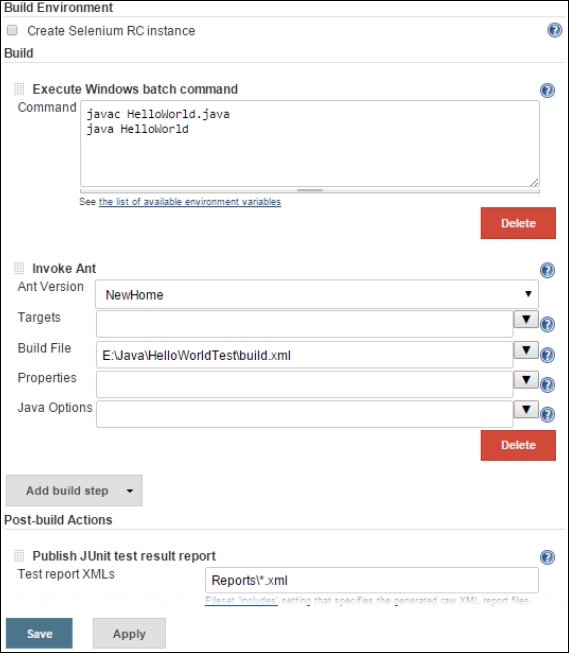 Build Environment
Create Selenium RC instance
Build
Execute Windows batch command
Command
javac HelloWorld.java
java HelloWorld
See the list of available environment variables
Delete
Invoke Ant
Ant Version NewHome
Targets
Build File E:\Java\HelloWorldTest\build.xml
Properties
Java Options
Delete
Add build step
Post-build Actions
Publish JUnit test result report
Test report XMLs Reports\*.xml
Fileset 'includes' setting that specifies the generated raw XML report files.
Save Apply